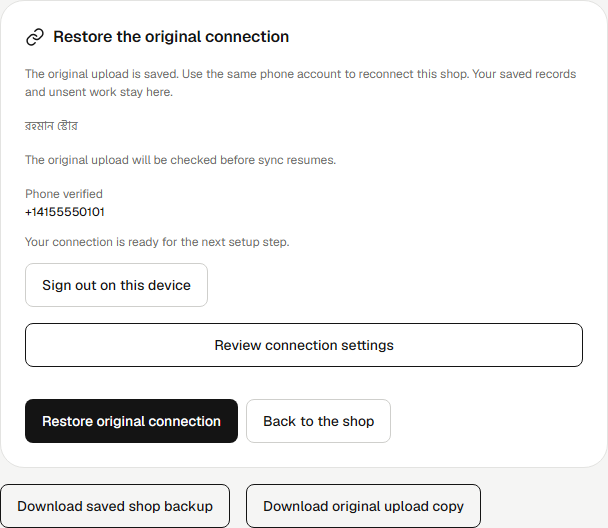 Restore the original connection
The original upload is saved. Use the same phone account to reconnect this shop. Your saved records
and unsent work stay here.
রহমান স্টোর
The original upload will be checked before sync resumes.
Phone verified
+14155550101
Your connection is ready for the next setup step.
Sign out on this device
Review connection settings
Restore original connection
Back to the shop
Download saved shop backup
Download original upload copy